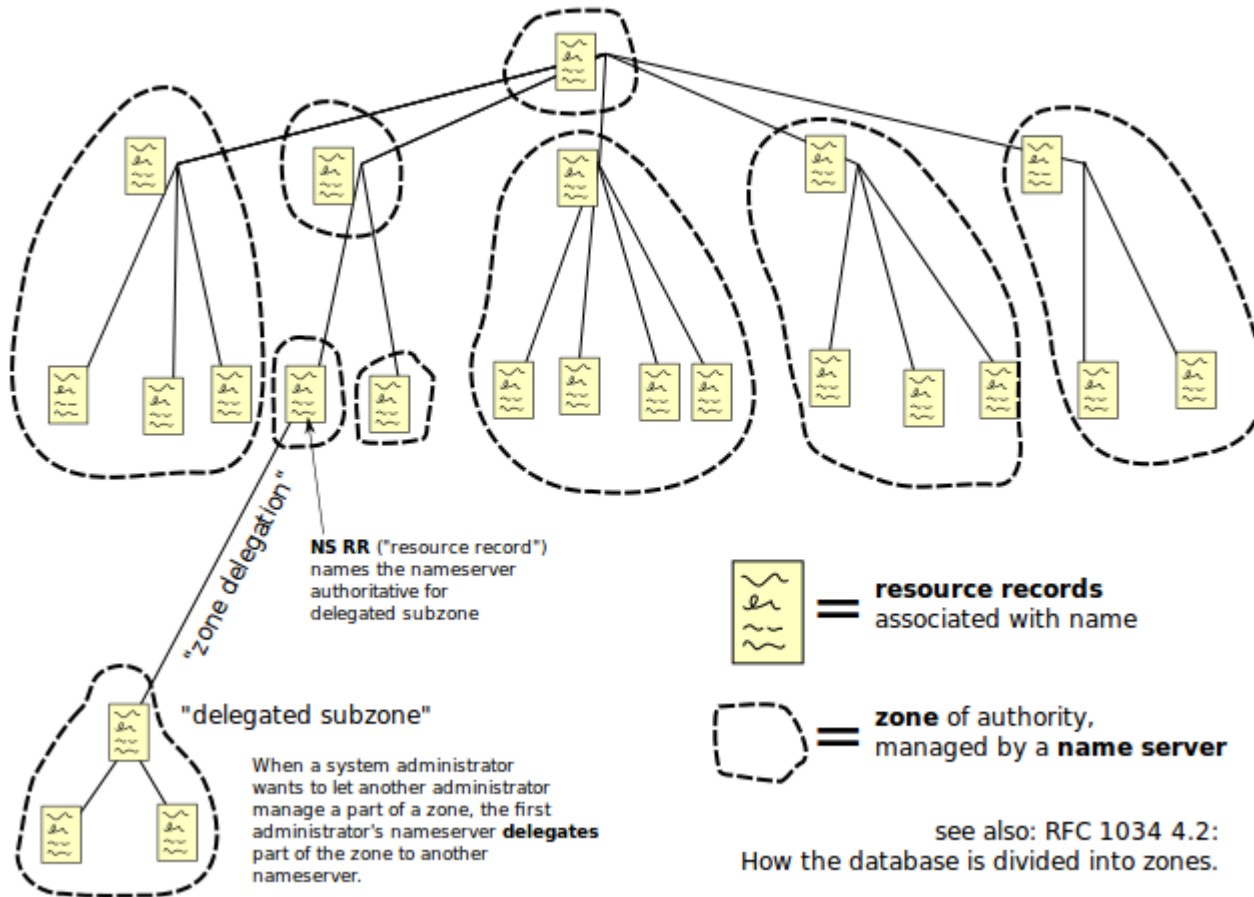 "zone delegation"
NS RR ("resource record")
names the nameserver
authoritative for
delegated subzone
= resource records
associated with name
"delegated subzone"
= zone of authority,
managed by a name server
When a system administrator
wants to let another administrator
manage a part of a zone, the first
administrator's nameserver delegates
part of the zone to another
nameserver.
see also: RFC 1034 4.2:
How the database is divided into zones.